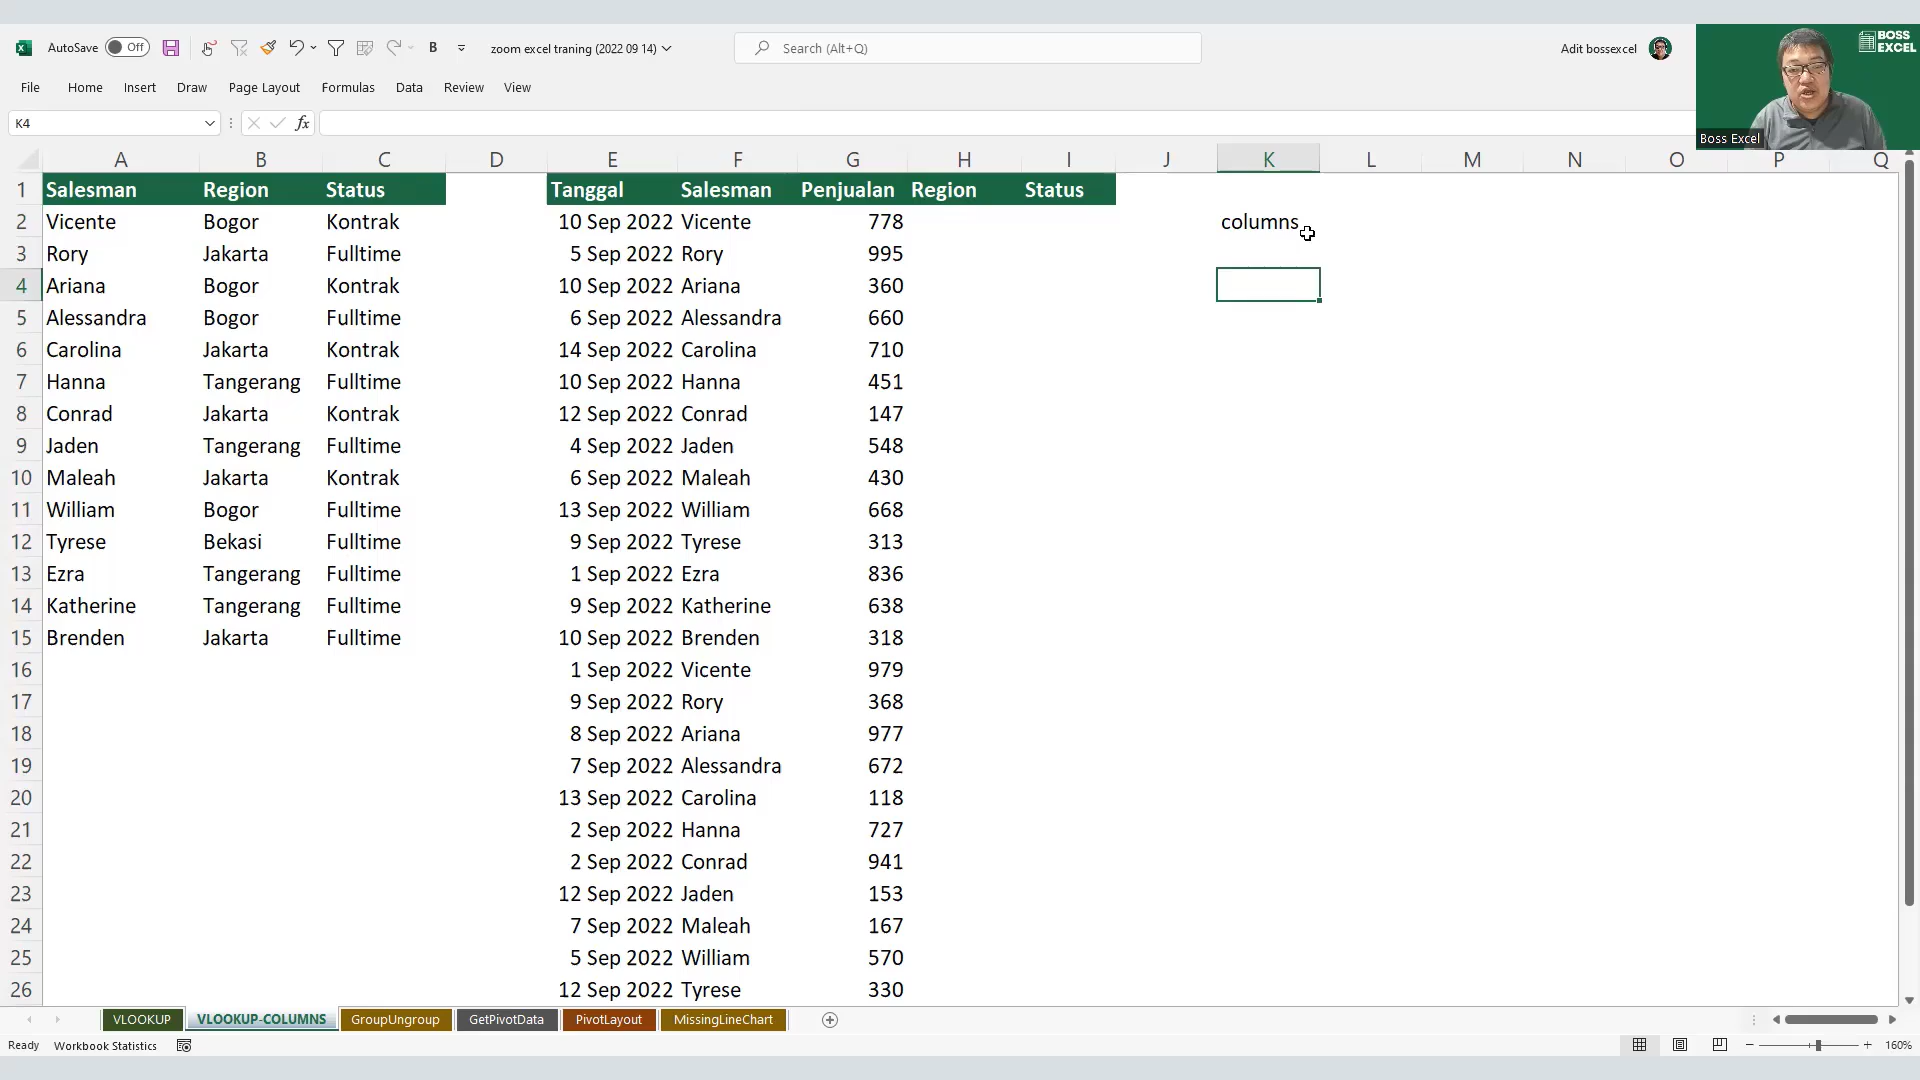 AutoSave Off B zoom excel traning (2022 09 14) Search (Alt+Q) Adit bossexcel
BOSS
EXCEL
File Home Insert Draw Page Layout Formulas Data Review View
K4 fx
Boss Excel
A B C D E F G H I J K L M N O P Q
1 Salesman Region Status Tanggal Salesman Penjualan Region Status
2 Vicente Bogor Kontrak 10 Sep 2022 Vicente 778 columns
3 Rory Jakarta Fulltime 5 Sep 2022 Rory 995
4 Ariana Bogor Kontrak 10 Sep 2022 Ariana 360
5 Alessandra Bogor Fulltime 6 Sep 2022 Alessandra 660
6 Carolina Jakarta Kontrak 14 Sep 2022 Carolina 710
7 Hanna Tangerang Fulltime 10 Sep 2022 Hanna 451
8 Conrad Jakarta Kontrak 12 Sep 2022 Conrad 147
9 Jaden Tangerang Fulltime 4 Sep 2022 Jaden 548
10 Maleah Jakarta Kontrak 6 Sep 2022 Maleah 430
11 William Bogor Fulltime 13 Sep 2022 William 668
12 Tyrese Bekasi Fulltime 9 Sep 2022 Tyrese 313
13 Ezra Tangerang Fulltime 1 Sep 2022 Ezra 836
14 Katherine Tangerang Fulltime 9 Sep 2022 Katherine 638
15 Brenden Jakarta Fulltime 10 Sep 2022 Brenden 318
16 1 Sep 2022 Vicente 979
17 9 Sep 2022 Rory 368
18 8 Sep 2022 Ariana 977
19 7 Sep 2022 Alessandra 672
20 13 Sep 2022 Carolina 118
21 2 Sep 2022 Hanna 727
22 2 Sep 2022 Conrad 941
23 12 Sep 2022 Jaden 153
24 7 Sep 2022 Maleah 167
25 5 Sep 2022 William 570
26 12 Sep 2022 Tyrese 330
VLOOKUP VLOOKUP-COLUMNS GroupUngroup GetPivotData PivotLayout MissingLineChart
Ready Workbook Statistics 160%